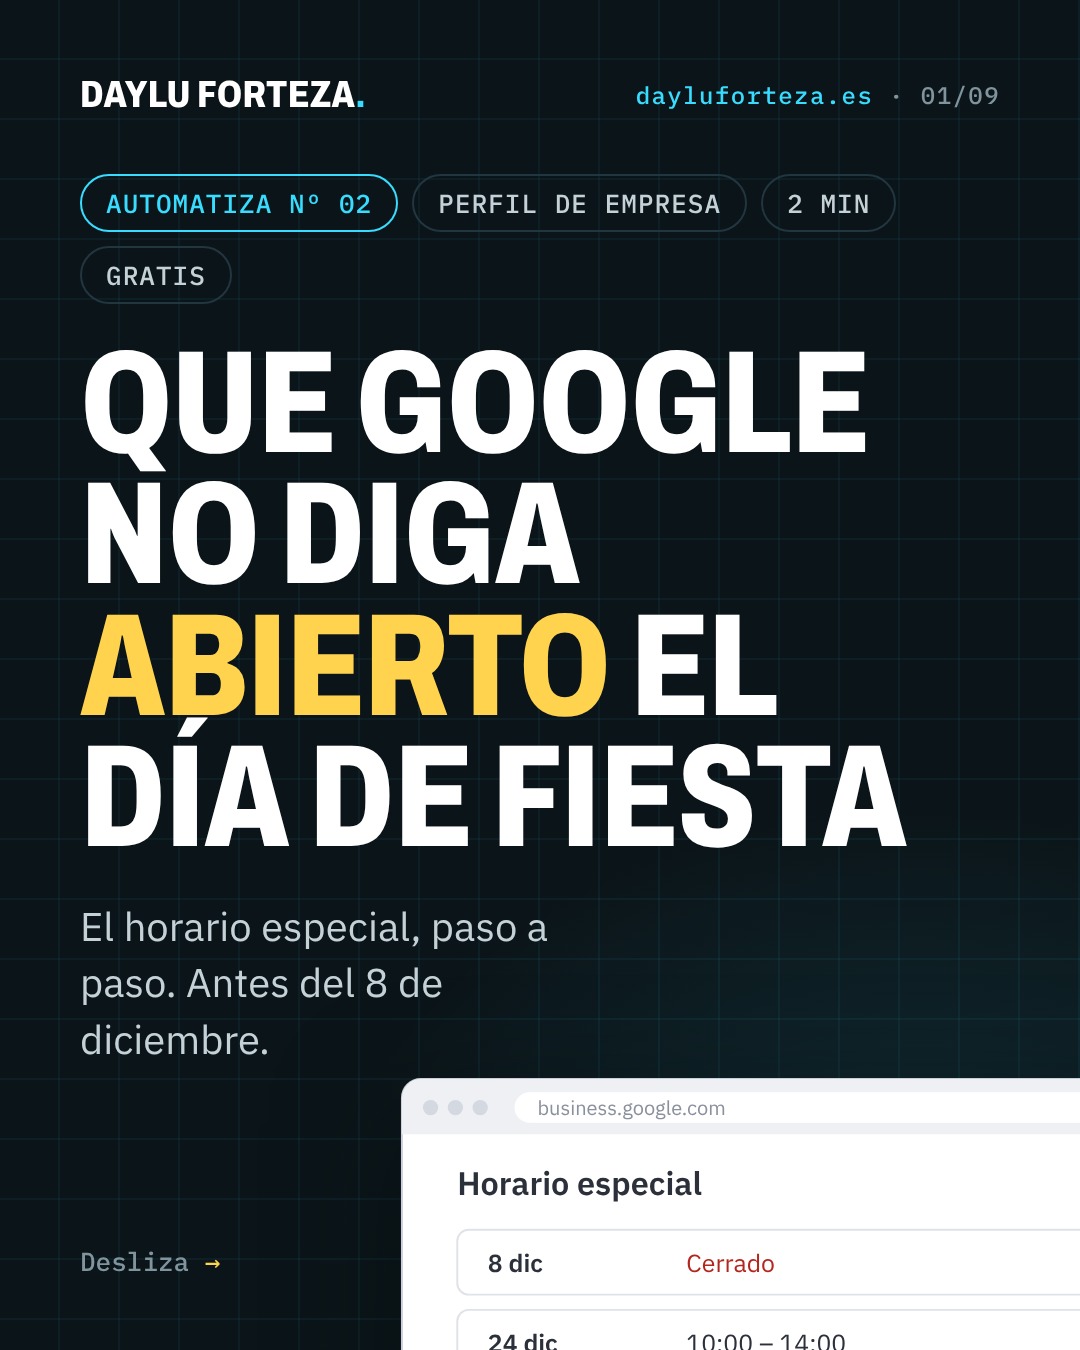 DAYLU FORTEZA.
dayluforteza.es · 01/09
AUTOMATIZA Nº 02
PERFIL DE EMPRESA
2 MIN
GRATIS
QUE GOOGLE
NO DIGA
ABIERTO EL
DÍA DE FIESTA
El horario especial, paso a
paso. Antes del 8 de
diciembre.
business.google.com
Horario especial
8 dic Cerrado
Desliza →
24 dic 10:00 – 14:00